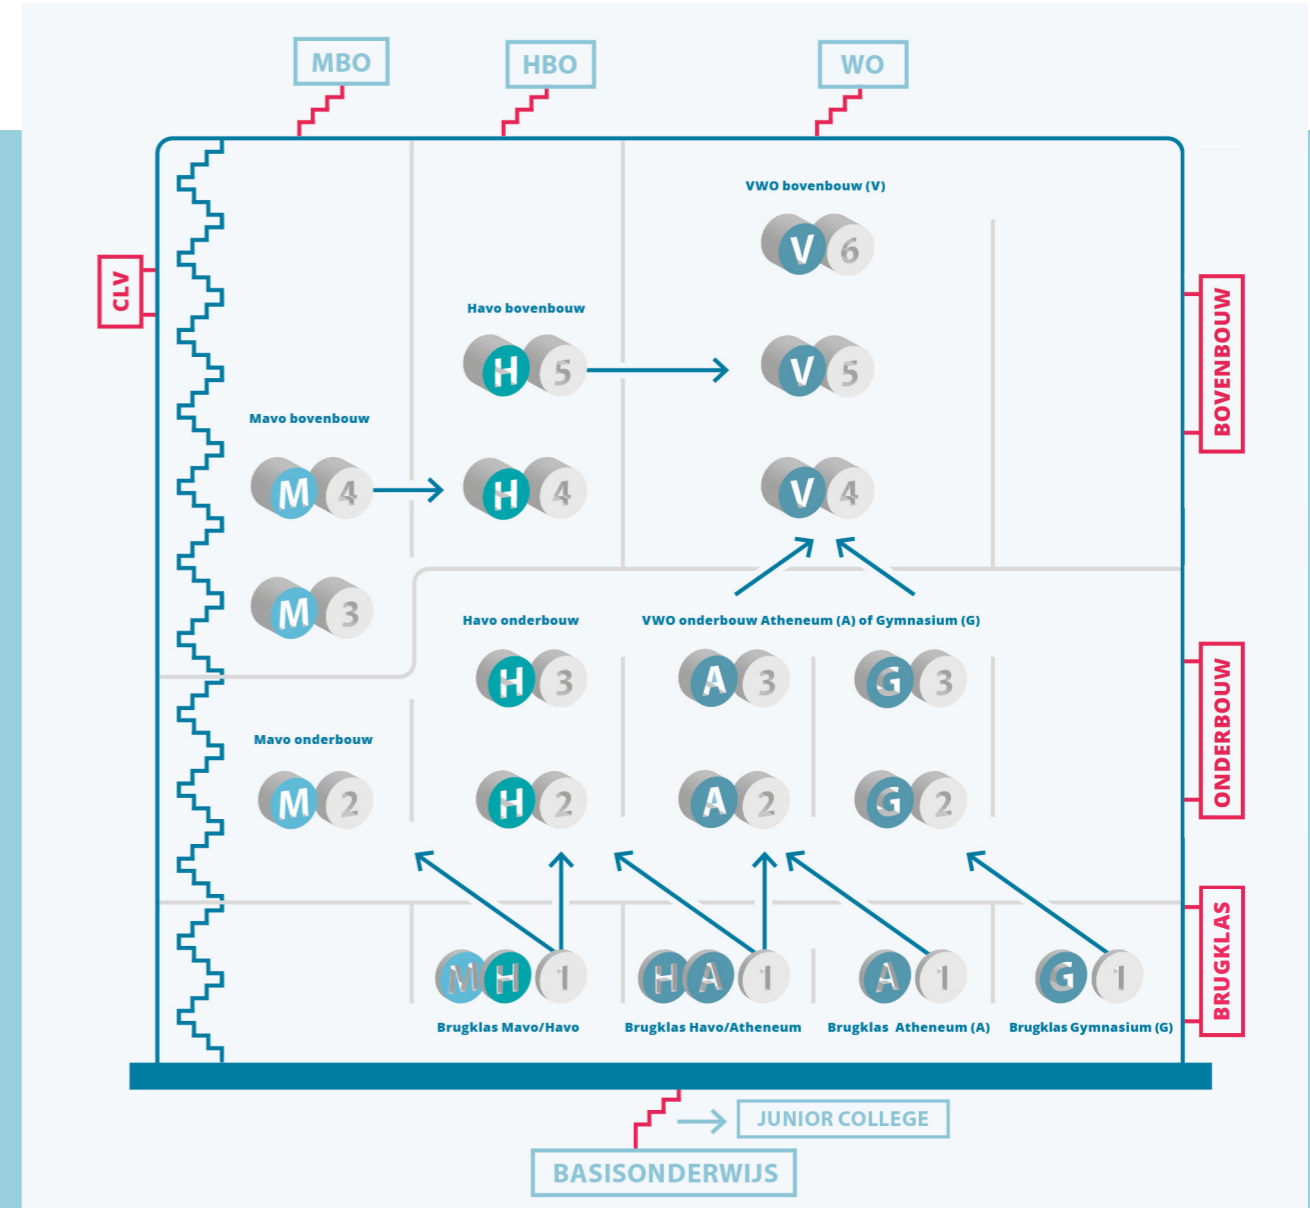 MBO
HBO
WO
VWO bovenbouw (V)
V 6
CLV
BOVENBOUW
Havo bovenbouw
H 5
V 5
Mavo bovenbouw
M 4
H 4
V 4
M 3
Havo onderbouw
VWO onderbouw Atheneum (A) of Gymnasium (G)
H 3
A 3
G 3
ONDERBOUW
Mavo onderbouw
M 2
H 2
A 2
G 2
BRUGKLAS
M H 1
H A 1
A 1
G 1
Brugklas Mavo/Havo
Brugklas Havo/Atheneum
Brugklas Atheneum (A)
Brugklas Gymnasium (G)
JUNIOR COLLEGE
BASISONDERWIJS